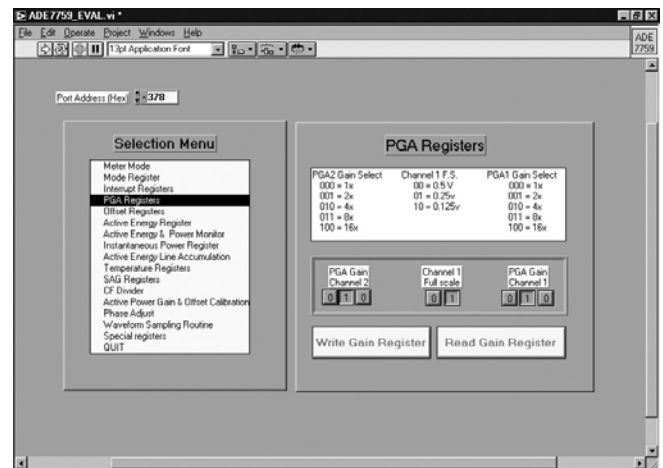 ADE7759_EVAL.vi *
File Edit Operate Project Windows Help
13pt Application Font
ADE
7759
Port Address (Hex) 378
Selection Menu
Meter Mode
Mode Register
Interrupt Registers
PGA Registers
Offset Registers
Active Energy Register
Active Energy & Power Monitor
Instantaneous Power Register
Active Energy Line Accumulation
Temperature Registers
SAG Registers
CF Divider
Active Power Gain & Offset Calibration
Phase Adjust
Waveform Sampling Routine
Special registers
QUIT
PGA Registers
PGA2 Gain Select Channel 1 F.S. PGA1 Gain Select
000 = 1x 00 = 0.5 V 000 = 1x
001 = 2x 01 = 0.25v 001 = 2x
010 = 4x 10 = 0.125v 010 = 4x
011 = 8x 011 = 8x
100 = 16x 100 = 16x
PGA Gain Channel 1 PGA Gain
Channel 2 Full scale Channel 1
0 1 0 0 1 0 1 0
Write Gain Register Read Gain Register